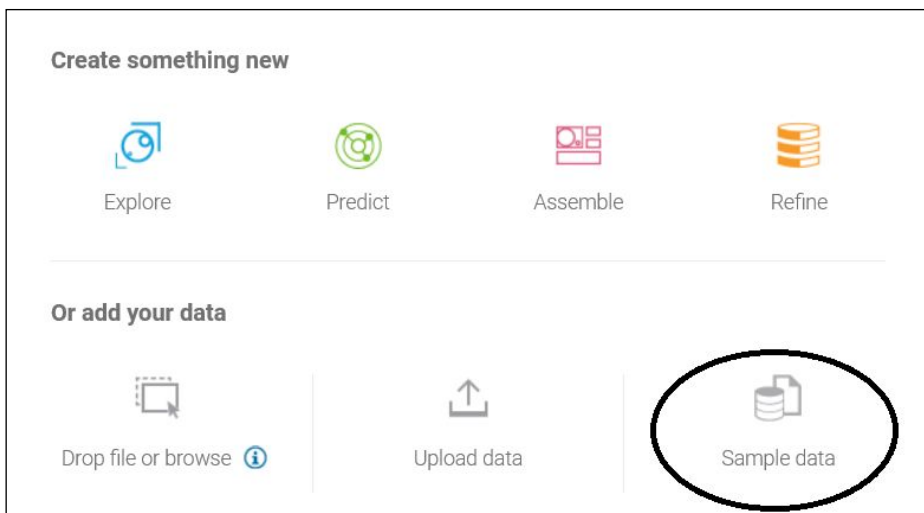 Create something new
Explore Predict Assemble Refine
Or add your data
Drop file or browse i Upload data Sample data